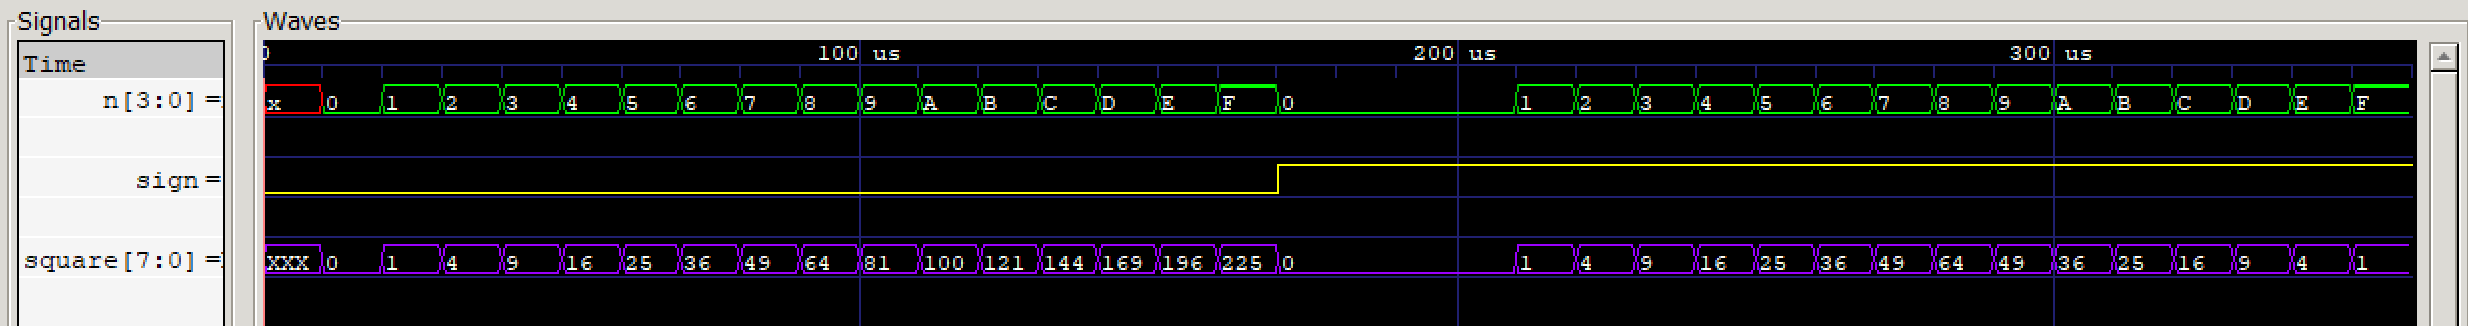 Signals Waves
Time 0 100 us 200 us 300 us
n[3:0] = x 0 1 2 3 4 5 6 7 8 9 A B C D E F 0 1 2 3 4 5 6 7 8 9 A B C D E F
sign =
square[7:0] = XXX 0 1 4 9 16 25 36 49 64 81 100 121 144 169 196 225 0 1 4 9 16 25 36 49 64 49 36 25 16 9 4 1